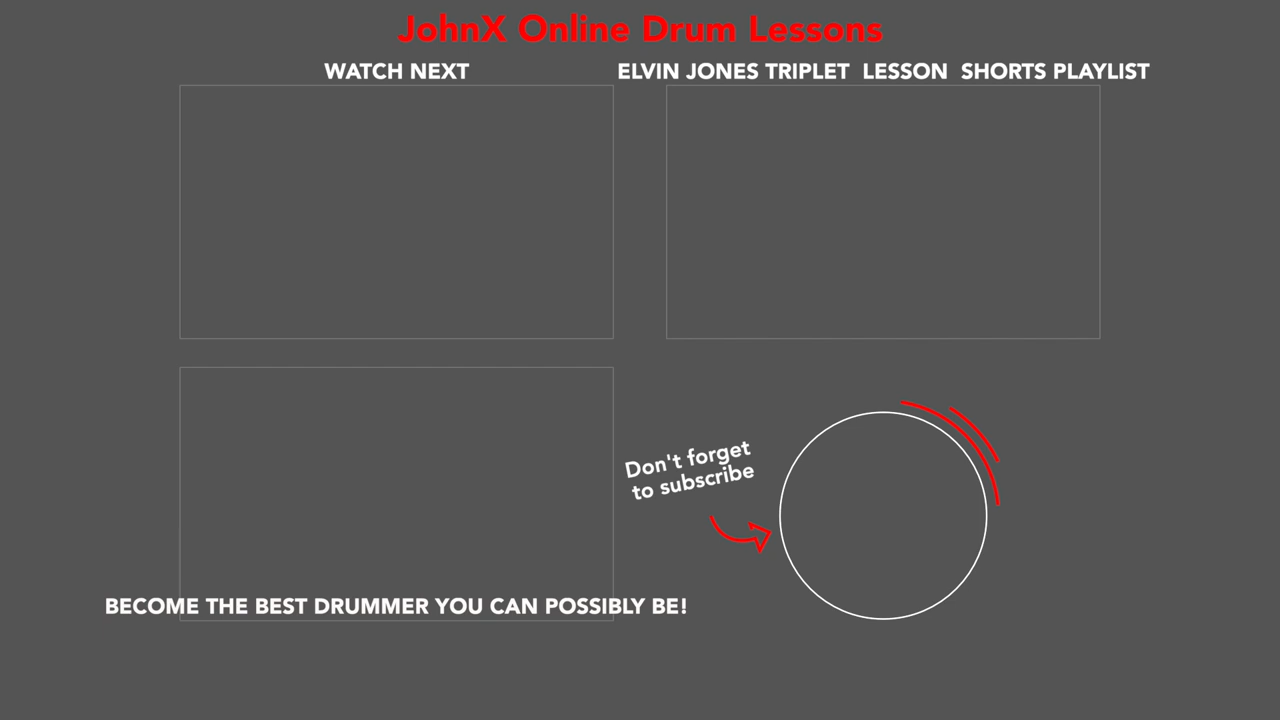 JohnX Online Drum Lessons
WATCH NEXT
ELVIN JONES TRIPLET LESSON SHORTS PLAYLIST
Don't forget
to subscribe
BECOME THE BEST DRUMMER YOU CAN POSSIBLY BE!